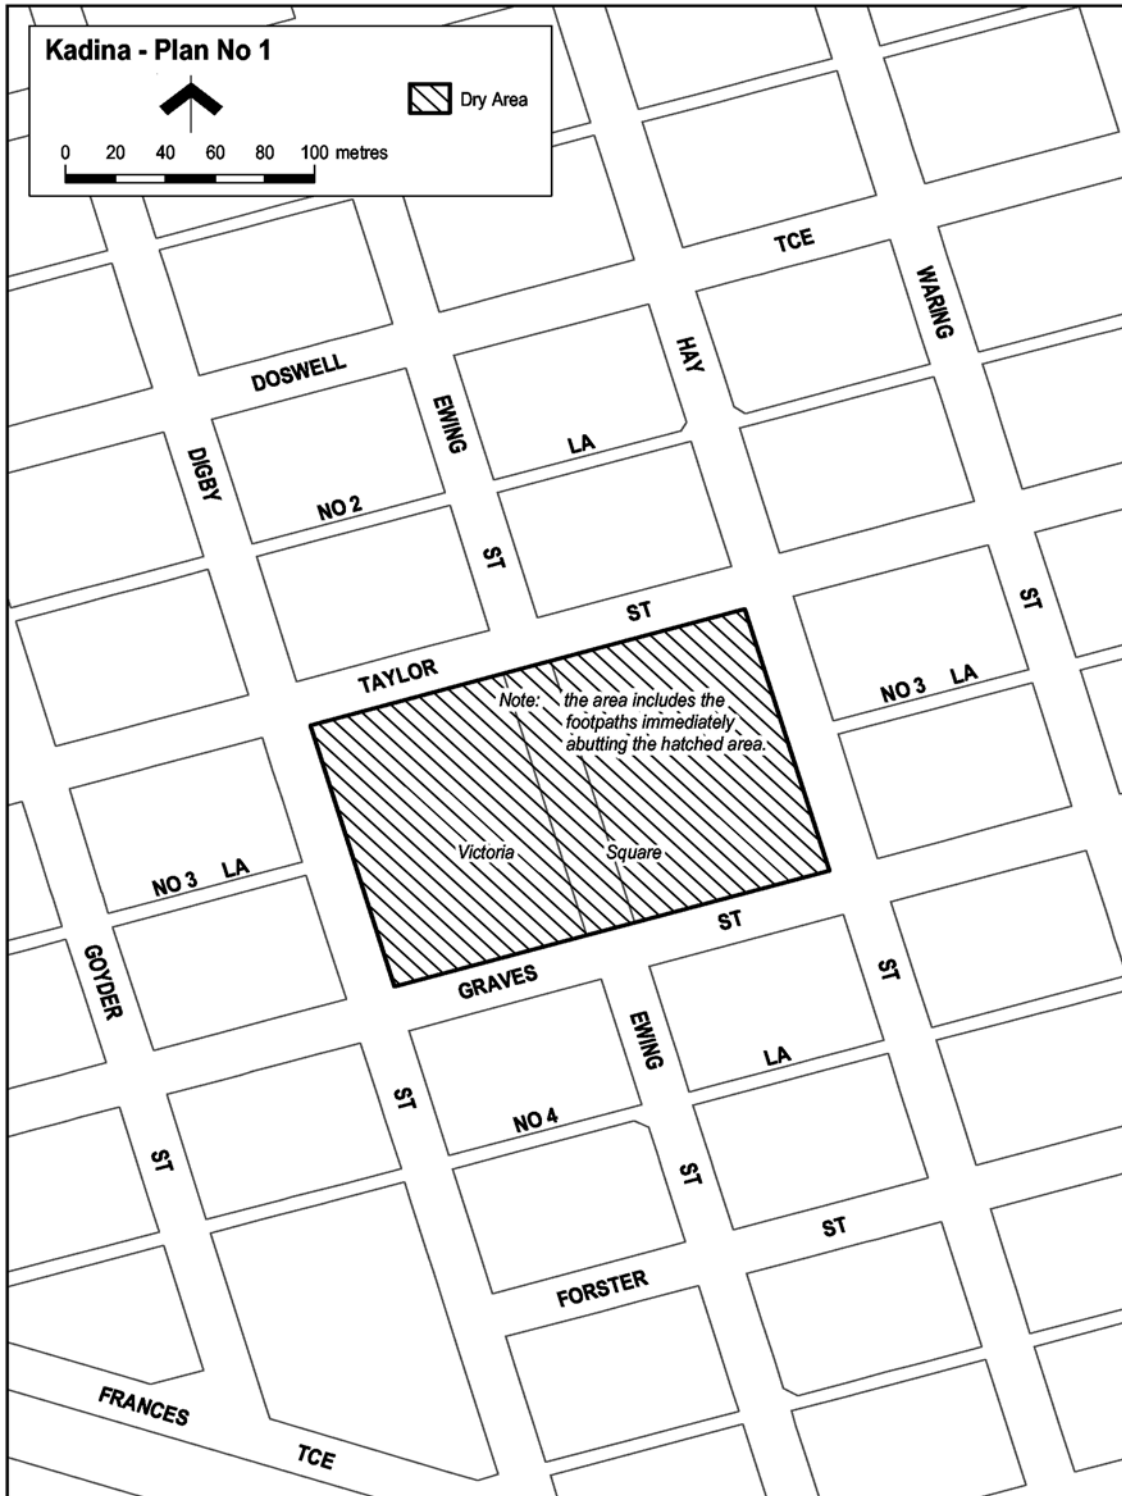 Kadina - Plan No 1
Dry Area
0 20 40 60 80 100 metres
TCE
WARING
HAY
DOSWELL
EWING
LA
DIGBY
NO 2
ST
ST
ST
TAYLOR
NO 3 LA
Note: the area includes the
footpaths immediately
abutting the hatched area.
Victoria Square
NO 3 LA
ST
GOYDER
GRAVES
ST
EWING
LA
ST
NO 4
ST
ST
ST
FORSTER
FRANCES
TCE